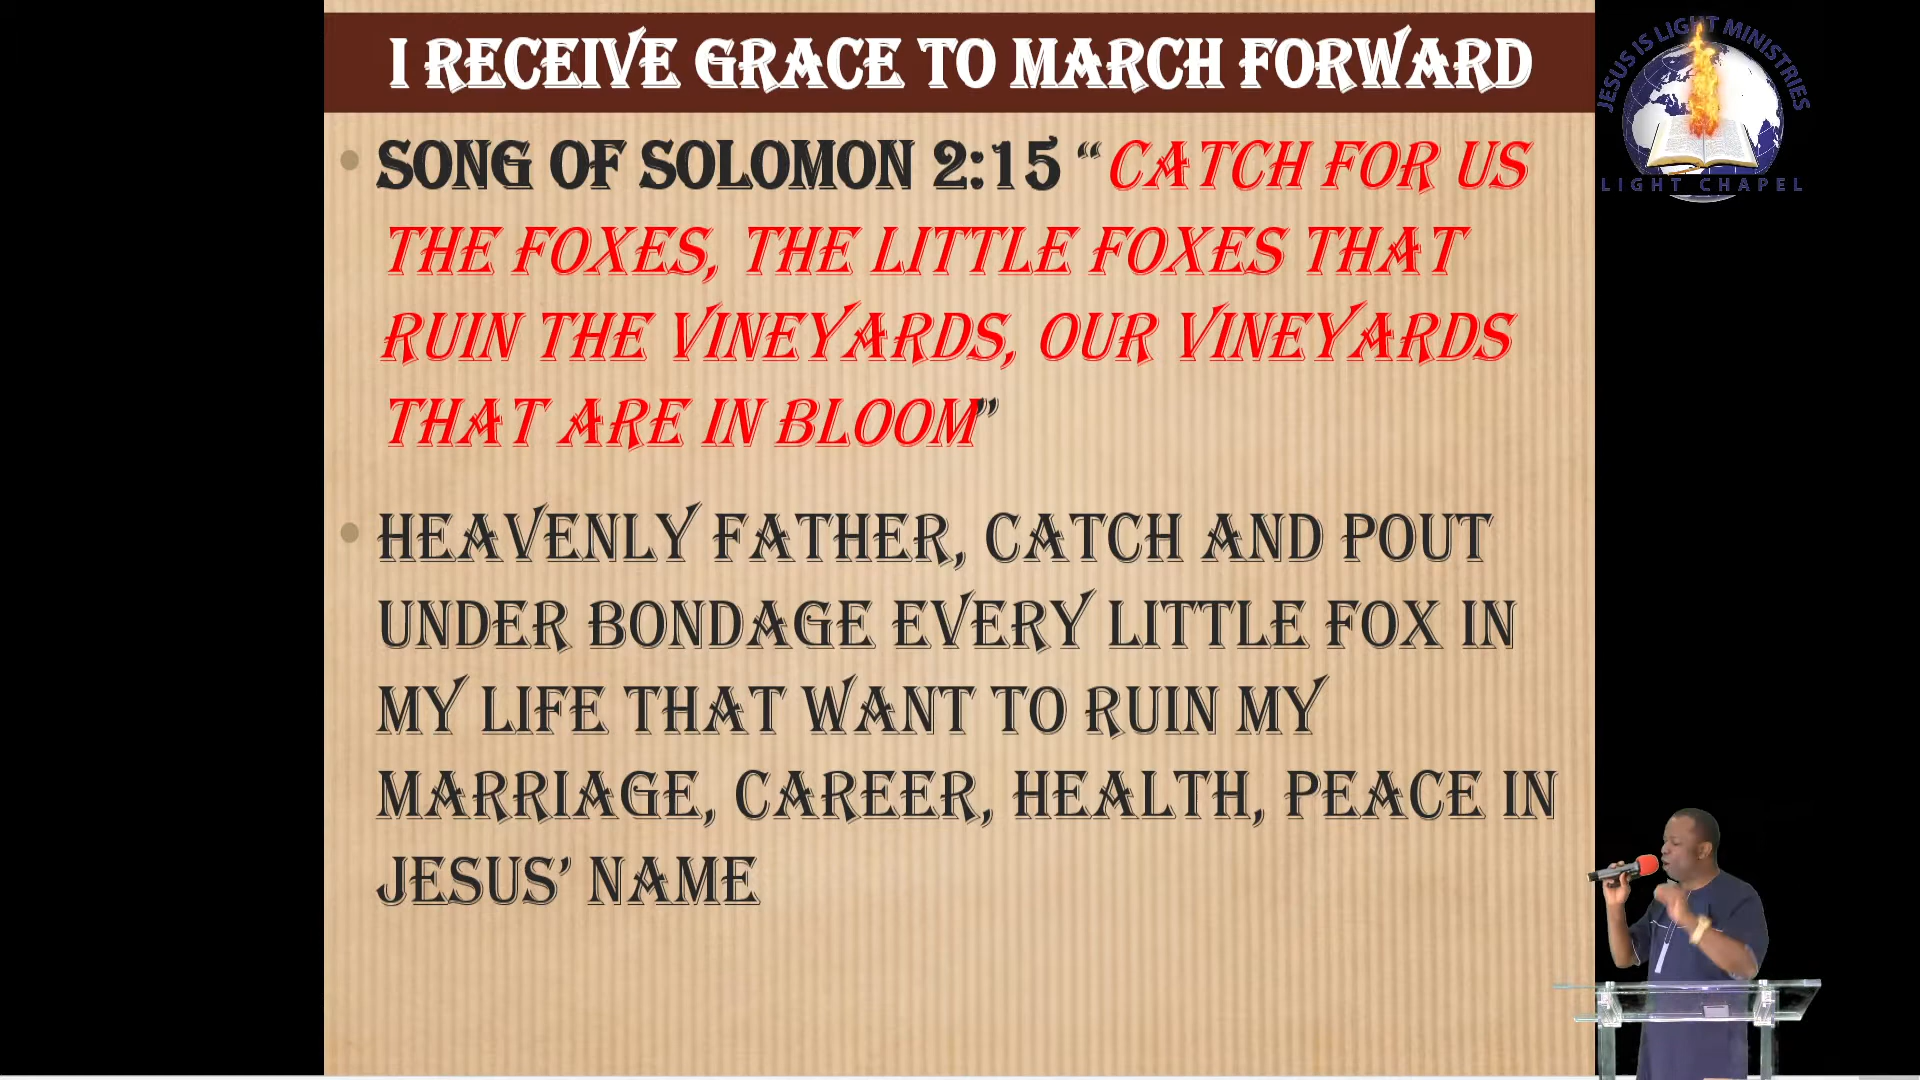 I RECEIVE GRACE TO MARCH FORWARD
SONG OF SOLOMON 2:15 “CATCH FOR US
THE FOXES, THE LITTLE FOXES THAT
RUIN THE VINEYARDS, OUR VINEYARDS
THAT ARE IN BLOOM”
HEAVENLY FATHER, CATCH AND POUT
UNDER BONDAGE EVERY LITTLE FOX IN
MY LIFE THAT WANT TO RUIN MY
MARRIAGE, CAREER, HEALTH, PEACE IN
JESUS’ NAME
JESUS IS LIGHT MINISTRIES
LIGHT CHAPEL